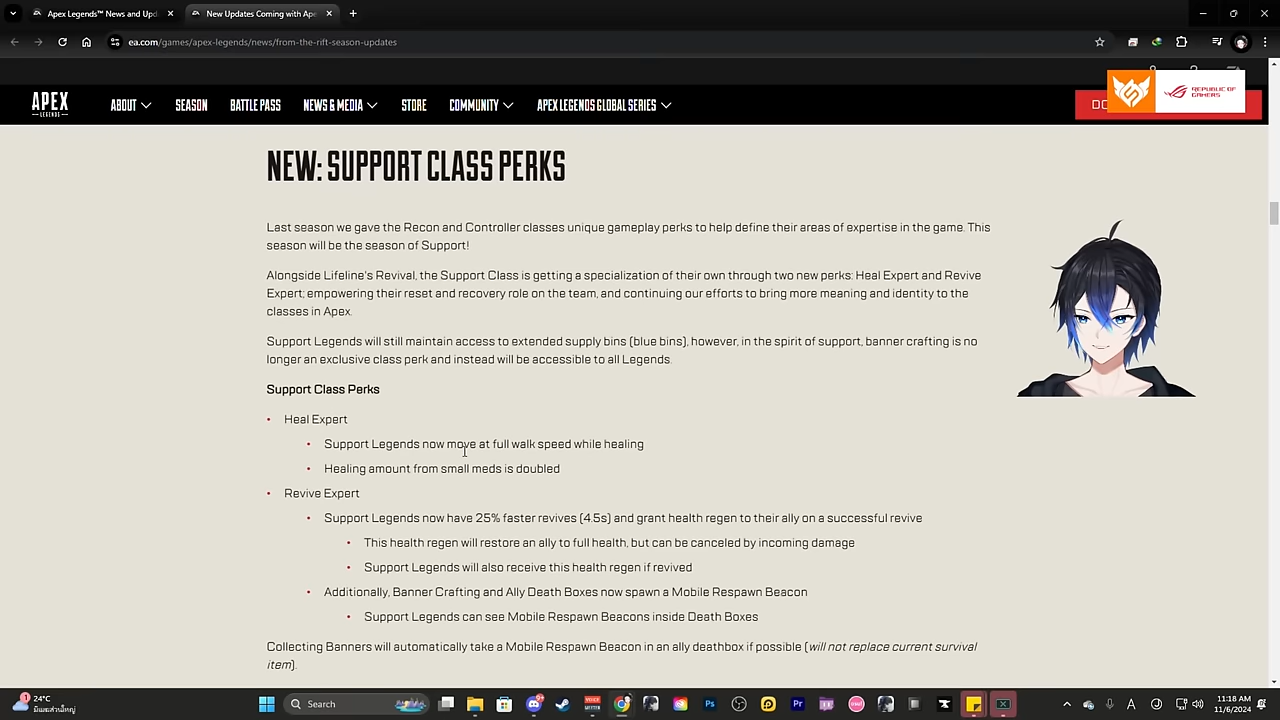 Apex Legends™ News and Upd
New Updates Coming with Ape
ea.com/games/apex-legends/news/from-the-rift-season-updates
APEX
LEGENDS
ABOUT
SEASON
BATTLE PASS
NEWS & MEDIA
STORE
COMMUNITY
APEX LEGENDS GLOBAL SERIES
REPUBLIC OF
GAMERS
NEW: SUPPORT CLASS PERKS
Last season we gave the Recon and Controller classes unique gameplay perks to help define their areas of expertise in the game. This
season will be the season of Support!
Alongside Lifeline's Revival, the Support Class is getting a specialization of their own through two new perks: Heal Expert and Revive
Expert; empowering their reset and recovery role on the team, and continuing our efforts to bring more meaning and identity to the
classes in Apex.
Support Legends will still maintain access to extended supply bins (blue bins), however, in the spirit of support, banner crafting is no
longer an exclusive class perk and instead will be accessible to all Legends.
Support Class Perks
• Heal Expert
• Support Legends now move at full walk speed while healing
• Healing amount from small meds is doubled
• Revive Expert
• Support Legends now have 25% faster revives (4.5s) and grant health regen to their ally on a successful revive
• This health regen will restore an ally to full health, but can be canceled by incoming damage
• Support Legends will also receive this health regen if revived
• Additionally, Banner Crafting and Ally Death Boxes now spawn a Mobile Respawn Beacon
• Support Legends can see Mobile Respawn Beacons inside Death Boxes
Collecting Banners will automatically take a Mobile Respawn Beacon in an ally deathbox if possible (will not replace current survival
item).
24°C
มีแดดส่วนใหญ่
Search
11:18 AM
11/6/2024